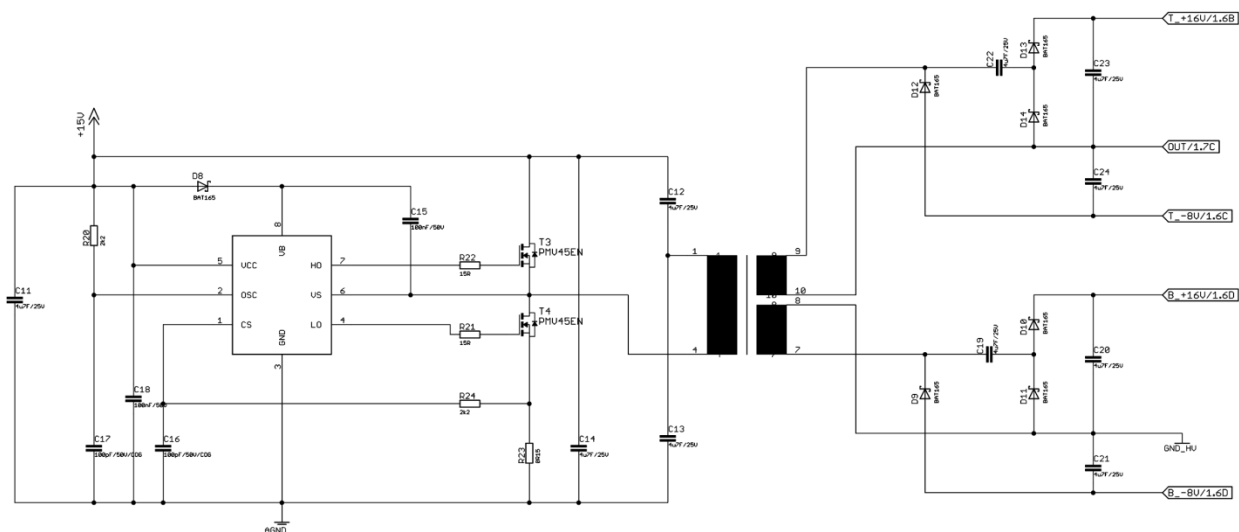 T_+16V/1.6B
C22
4u7F/25V
D13
BAT165
D12
BAT165
C23
4u7F/25V
D14
BAT165
+15V
OUT/1.7C
D8
BAT165
C12
4u7F/25V
C24
4u7F/25V
C15
100nF/50V
R20
2k2
8
VB
T_-8V/1.6C
T3
PMV45EN
5
VCC
HO
7
R22
15R
1
9
C11
4u7F/25V
2
OSC
VS
6
10
10
8
B_+16V/1.6D
1
CS
LO
4
R21
15R
T4
PMV45EN
GND
3
4
7
C19
4u7F/25V
D10
BAT165
C20
4u7F/25V
D9
BAT165
D11
BAT165
C18
100nF/50V
R24
2k2
C17
100pF/50V/COG
C16
100pF/50V/COG
R23
0R15
C14
4u7F/25V
C13
4u7F/25V
GND_HV
C21
4u7F/25V
B_-8V/1.6D
AGND